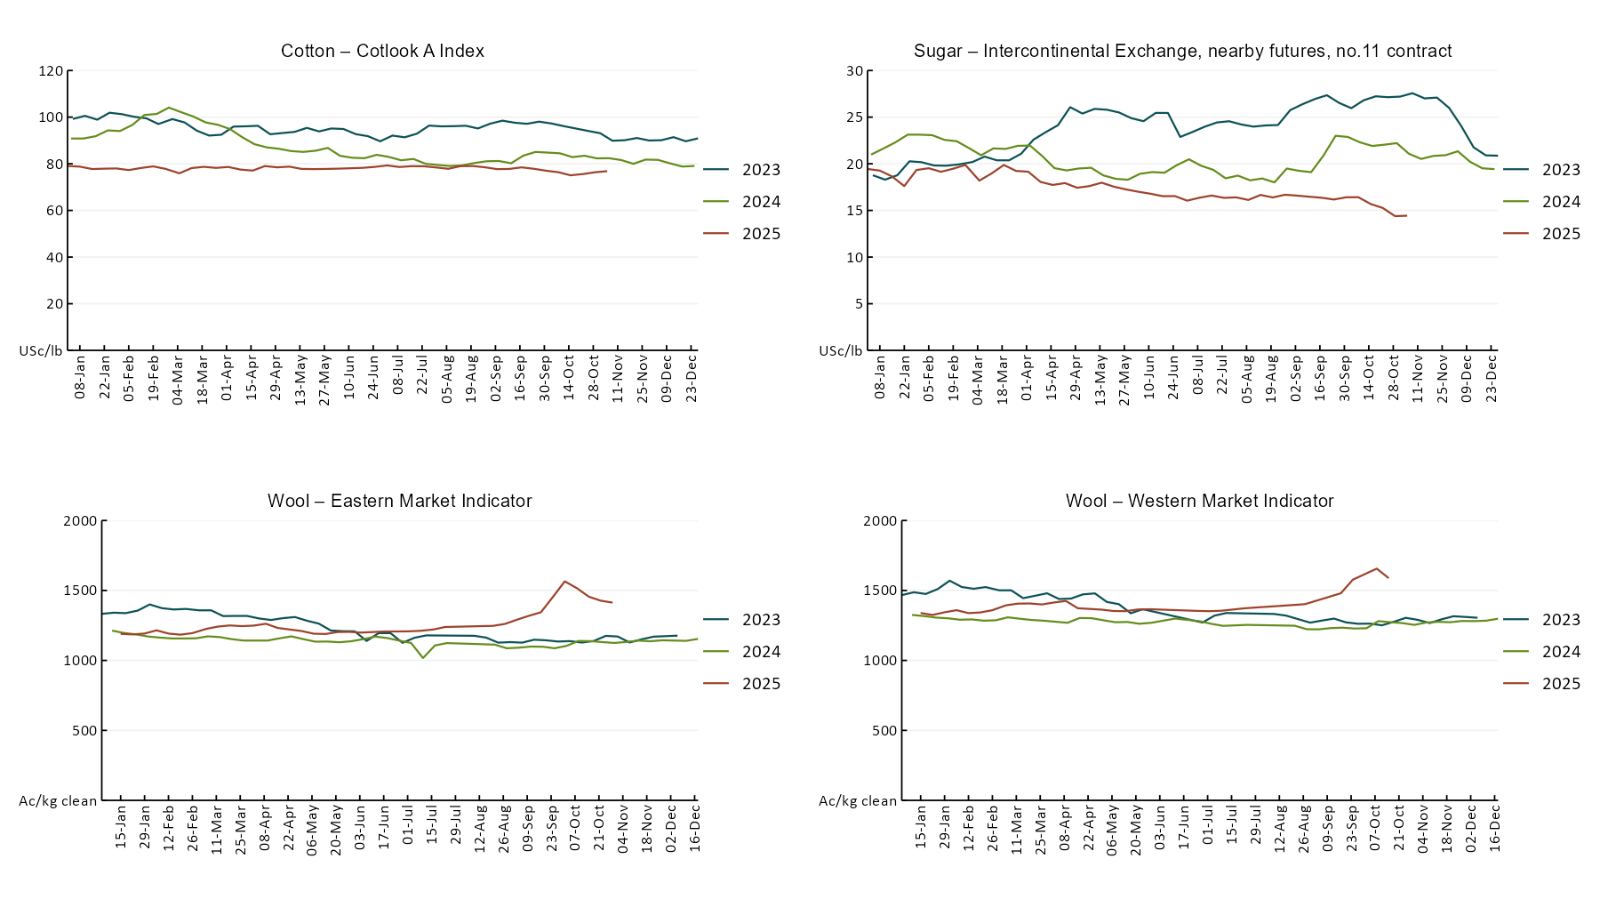 Cotton – Cotlook A Index
120
100
80
60
40
20
USc/lb
08-Jan
22-Jan
05-Feb
19-Feb
04-Mar
18-Mar
01-Apr
15-Apr
29-Apr
13-May
27-May
10-Jun
24-Jun
08-Jul
22-Jul
05-Aug
19-Aug
02-Sep
16-Sep
30-Sep
14-Oct
28-Oct
11-Nov
25-Nov
09-Dec
23-Dec
2023
2024
2025
Sugar – Intercontinental Exchange, nearby futures, no.11 contract
30
25
20
15
10
5
USc/lb
08-Jan
22-Jan
05-Feb
19-Feb
04-Mar
18-Mar
01-Apr
15-Apr
29-Apr
13-May
27-May
10-Jun
24-Jun
08-Jul
22-Jul
05-Aug
19-Aug
02-Sep
16-Sep
30-Sep
14-Oct
28-Oct
11-Nov
25-Nov
09-Dec
23-Dec
2023
2024
2025
Wool – Eastern Market Indicator
2000
1500
1000
500
Ac/kg clean
15-Jan
29-Jan
12-Feb
26-Feb
11-Mar
25-Mar
08-Apr
22-Apr
06-May
20-May
03-Jun
17-Jun
01-Jul
15-Jul
29-Jul
12-Aug
26-Aug
09-Sep
23-Sep
07-Oct
21-Oct
04-Nov
18-Nov
02-Dec
16-Dec
2023
2024
2025
Wool – Western Market Indicator
2000
1500
1000
500
Ac/kg clean
15-Jan
29-Jan
12-Feb
26-Feb
11-Mar
25-Mar
08-Apr
22-Apr
06-May
20-May
03-Jun
17-Jun
01-Jul
15-Jul
29-Jul
12-Aug
26-Aug
09-Sep
23-Sep
07-Oct
21-Oct
04-Nov
18-Nov
02-Dec
16-Dec
2023
2024
2025